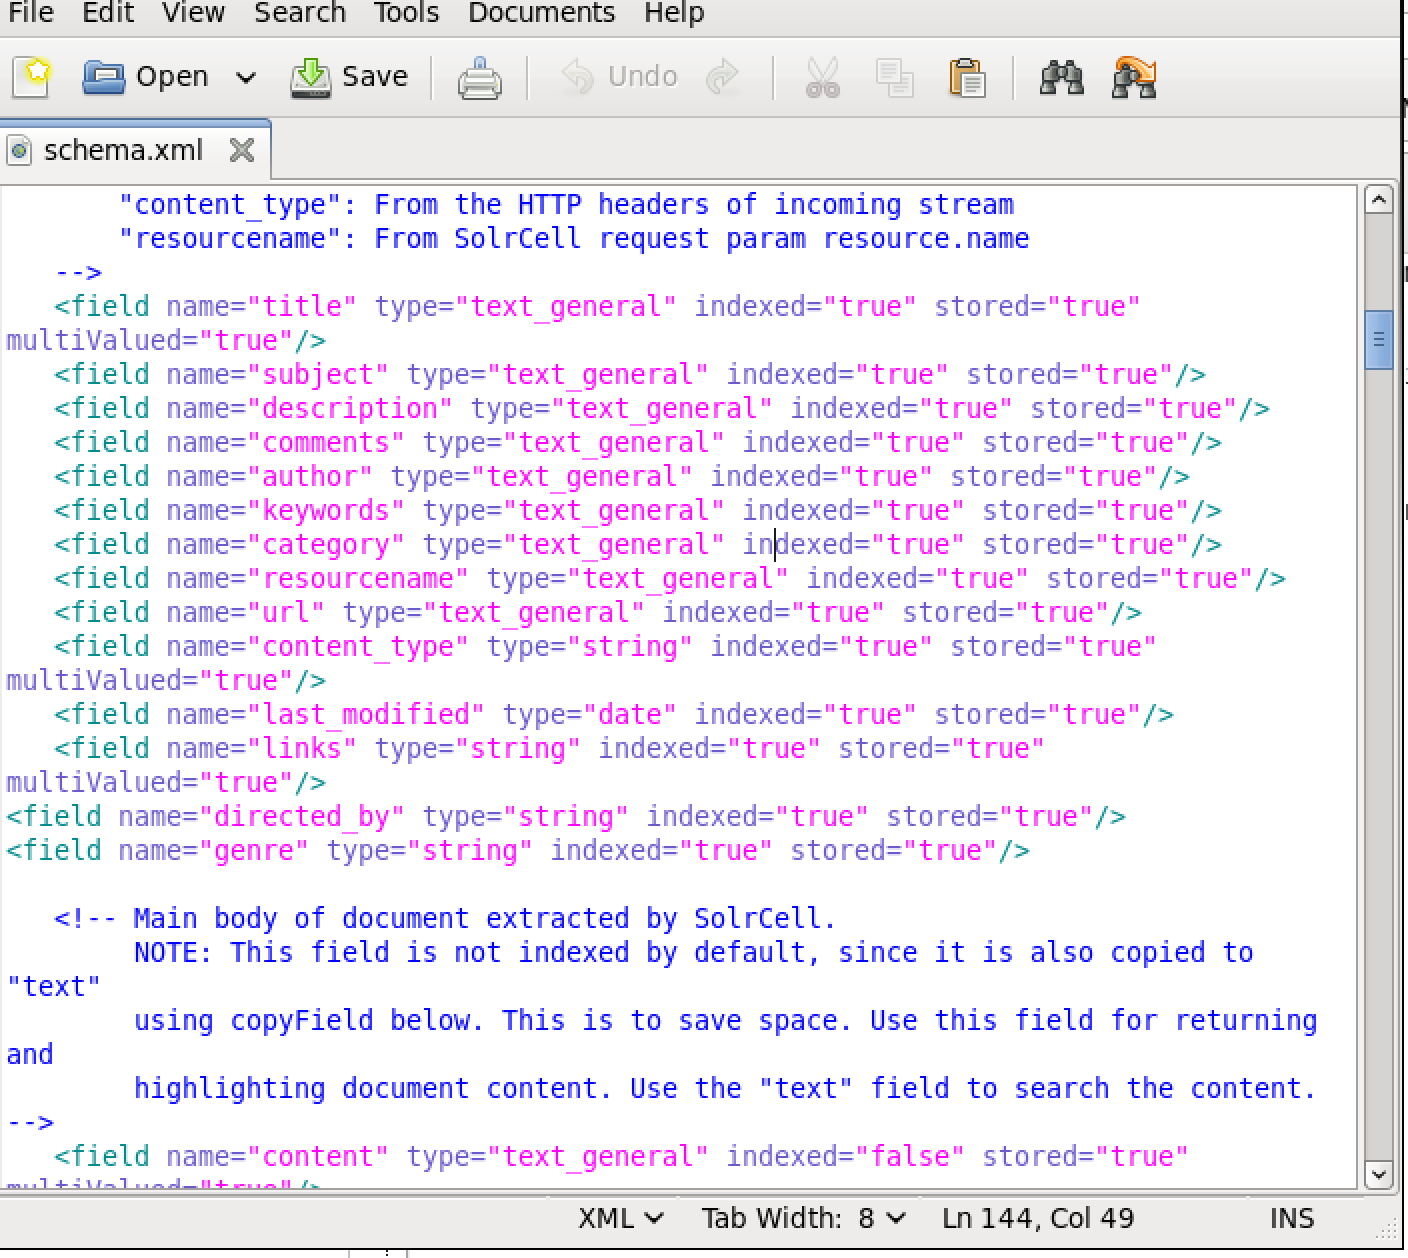 File Edit View Search Tools Documents Help
Open Save Undo
schema.xml
"content_type": From the HTTP headers of incoming stream
"resourcename": From SolrCell request param resource.name
-->
<field name="title" type="text_general" indexed="true" stored="true"
multiValued="true"/>
<field name="subject" type="text_general" indexed="true" stored="true"/>
<field name="description" type="text_general" indexed="true" stored="true"/>
<field name="comments" type="text_general" indexed="true" stored="true"/>
<field name="author" type="text_general" indexed="true" stored="true"/>
<field name="keywords" type="text_general" indexed="true" stored="true"/>
<field name="category" type="text_general" indexed="true" stored="true"/>
<field name="resourcename" type="text_general" indexed="true" stored="true"/>
<field name="url" type="text_general" indexed="true" stored="true"/>
<field name="content_type" type="string" indexed="true" stored="true"
multiValued="true"/>
<field name="last_modified" type="date" indexed="true" stored="true"/>
<field name="links" type="string" indexed="true" stored="true"
multiValued="true"/>
<field name="directed_by" type="string" indexed="true" stored="true"/>
<field name="genre" type="string" indexed="true" stored="true"/>
<!-- Main body of document extracted by SolrCell.
NOTE: This field is not indexed by default, since it is also copied to
"text"
using copyField below. This is to save space. Use this field for returning
and
highlighting document content. Use the "text" field to search the content.
-->
<field name="content" type="text_general" indexed="false" stored="true"
multiValued="true"/>
XML Tab Width: 8 Ln 144, Col 49 INS